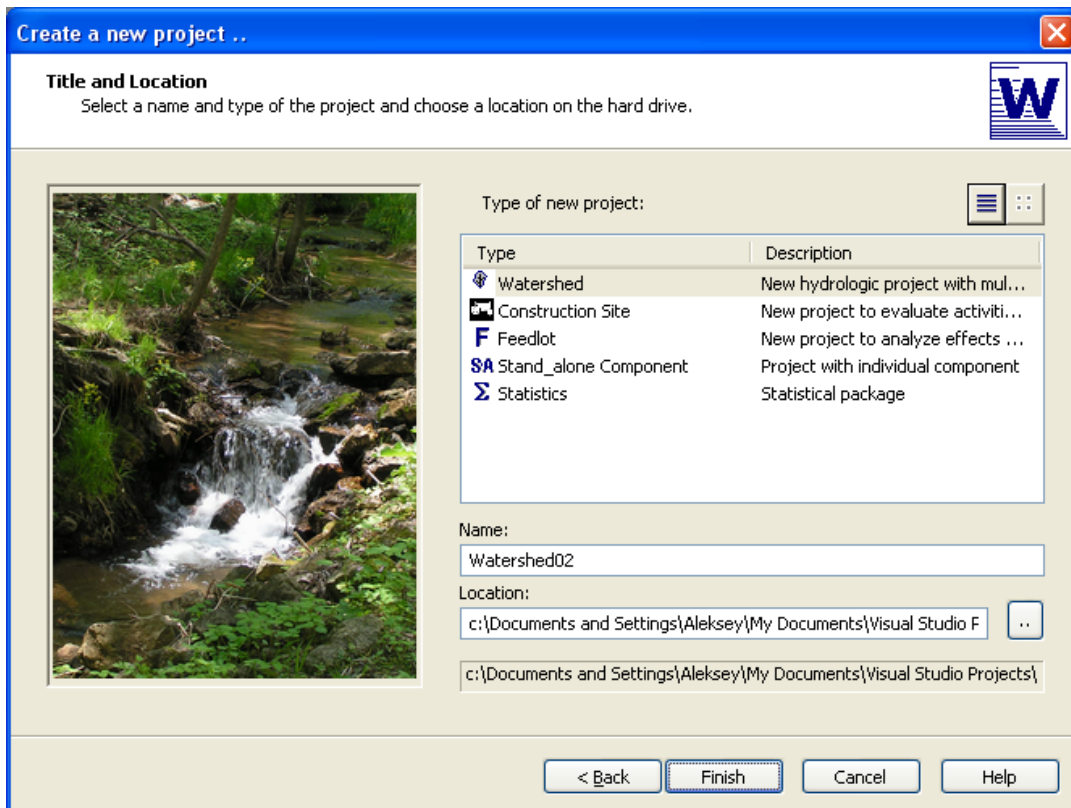 Create a new project ..
Title and Location
Select a name and type of the project and choose a location on the hard drive.
W
Type of new project:
Type Description
Watershed New hydrologic project with mul...
Construction Site New project to evaluate activiti...
F Feedlot New project to analyze effects ...
SA Stand_alone Component Project with individual component
Σ Statistics Statistical package
Name:
Watershed02
Location:
c:\Documents and Settings\Aleksey\My Documents\Visual Studio P
..
c:\Documents and Settings\Aleksey\My Documents\Visual Studio Projects\
< Back Finish Cancel Help